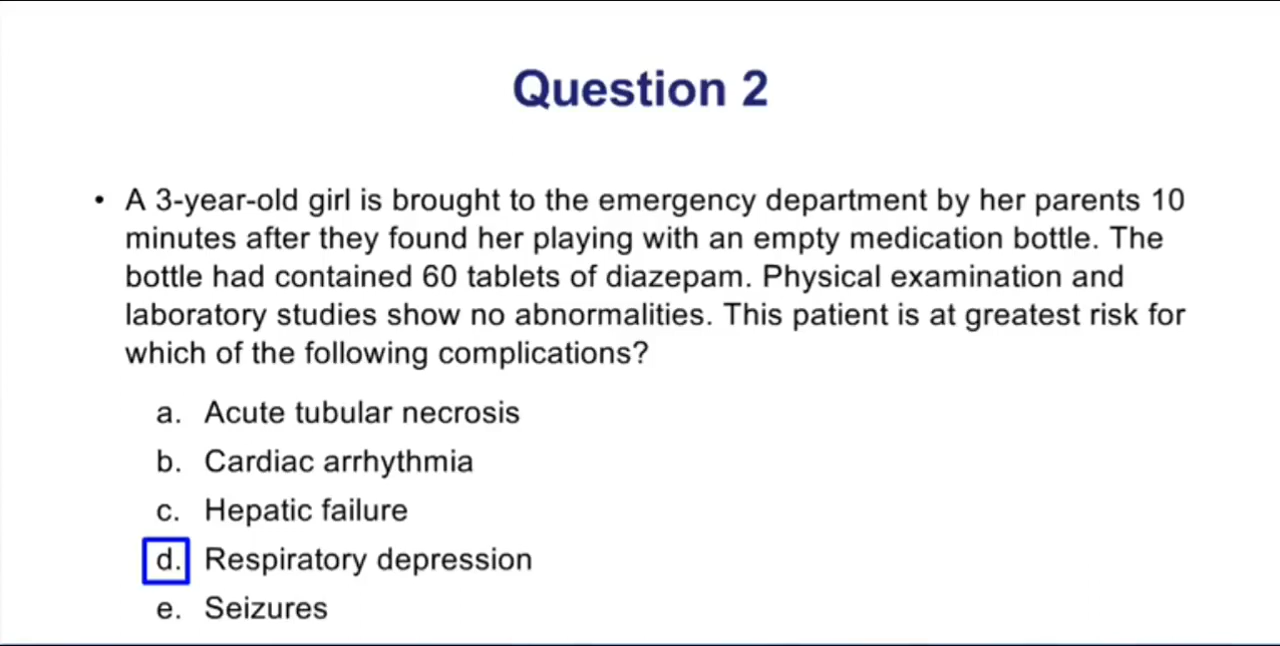 Question 2
• A 3-year-old girl is brought to the emergency department by her parents 10
minutes after they found her playing with an empty medication bottle. The
bottle had contained 60 tablets of diazepam. Physical examination and
laboratory studies show no abnormalities. This patient is at greatest risk for
which of the following complications?
a. Acute tubular necrosis
b. Cardiac arrhythmia
c. Hepatic failure
d. Respiratory depression
e. Seizures